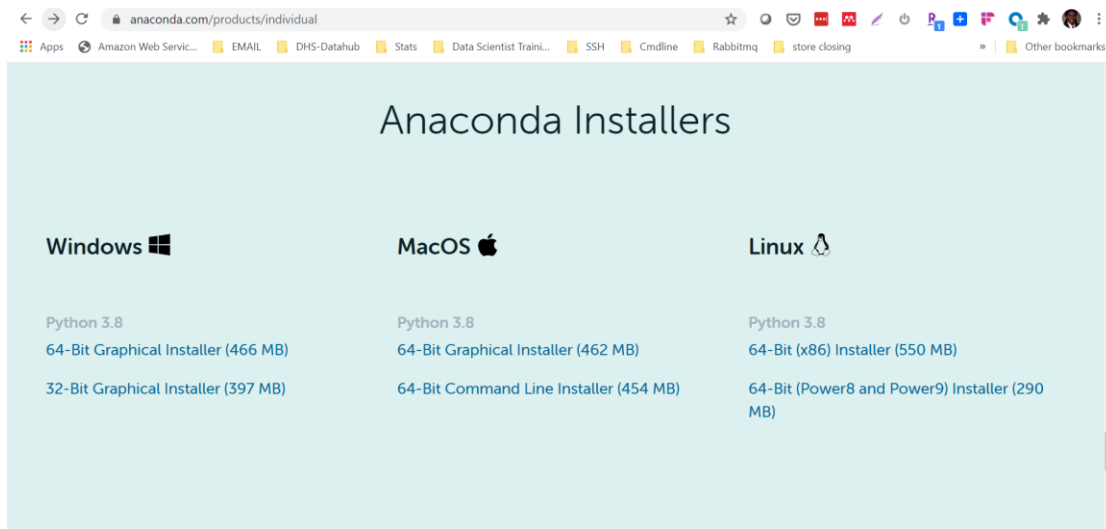 anaconda.com/products/individual
Apps Amazon Web Servic... EMAIL DHS-Datahub Stats Data Scientist Traini... SSH Cmdline Rabbitmq store closing » Other bookmarks
Anaconda Installers
Windows MacOS Linux
Python 3.8 Python 3.8 Python 3.8
64-Bit Graphical Installer (466 MB) 64-Bit Graphical Installer (462 MB) 64-Bit (x86) Installer (550 MB)
32-Bit Graphical Installer (397 MB) 64-Bit Command Line Installer (454 MB) 64-Bit (Power8 and Power9) Installer (290
MB)